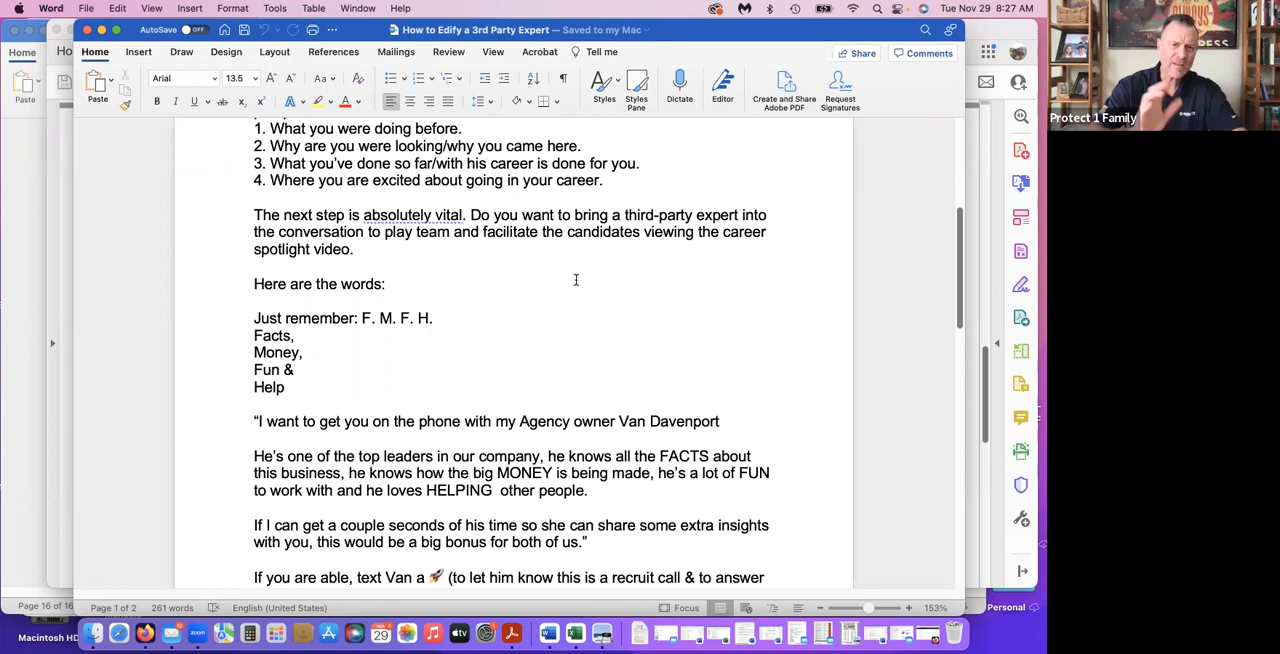 Word File Edit View Insert Format Tools Table Window Help Tue Nov 29 8:27 AM
AutoSave OFF How to Edify a 3rd Party Expert — Saved to my Mac
Home Home Insert Draw Design Layout References Mailings Review View Acrobat Tell me Share Comments
Ho
Paste Paste Arial 13.5 Styles Styles Pane Dictate Editor Create and Share Adobe PDF Request Signatures
Protect 1 Family
1. What you were doing before.
2. Why are you were looking/why you came here.
3. What you’ve done so far/with his career is done for you.
4. Where you are excited about going in your career.
The next step is absolutely vital. Do you want to bring a third-party expert into
the conversation to play team and facilitate the candidates viewing the career
spotlight video.
Here are the words:
Just remember: F. M. F. H.
Facts,
Money,
Fun &
Help
“I want to get you on the phone with my Agency owner Van Davenport
He’s one of the top leaders in our company, he knows all the FACTS about
this business, he knows how the big MONEY is being made, he’s a lot of FUN
to work with and he loves HELPING other people.
If I can get a couple seconds of his time so she can share some extra insights
with you, this would be a big bonus for both of us.”
If you are able, text Van a 🚀 (to let him know this is a recruit call & to answer
Page 16 of 16 Page 1 of 2 261 words English (United States) Focus 153% Personal
Macintosh HD